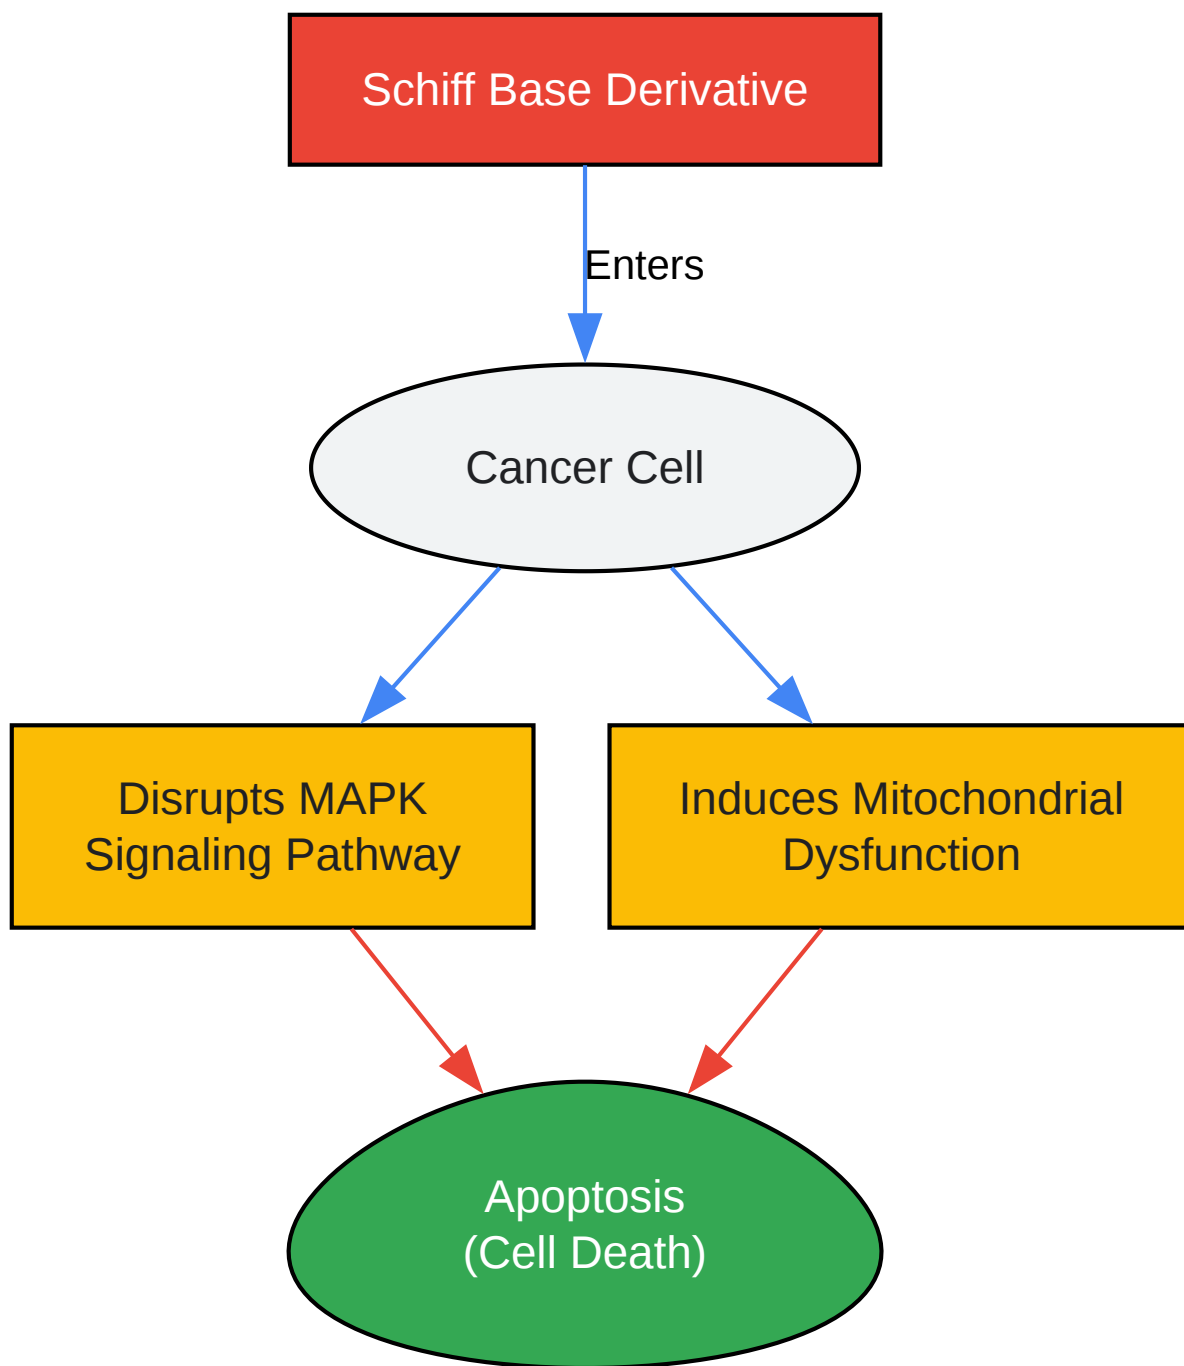 Schiff Base Derivative
Enters
Cancer Cell
Disrupts MAPK
Signaling Pathway
Induces Mitochondrial
Dysfunction
Apoptosis
(Cell Death)